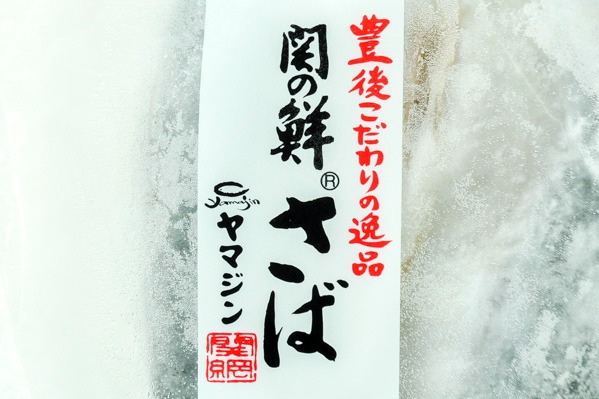 豊後こだわりの逸品
関の鮮®
さば
Yamajin
ヤマジン